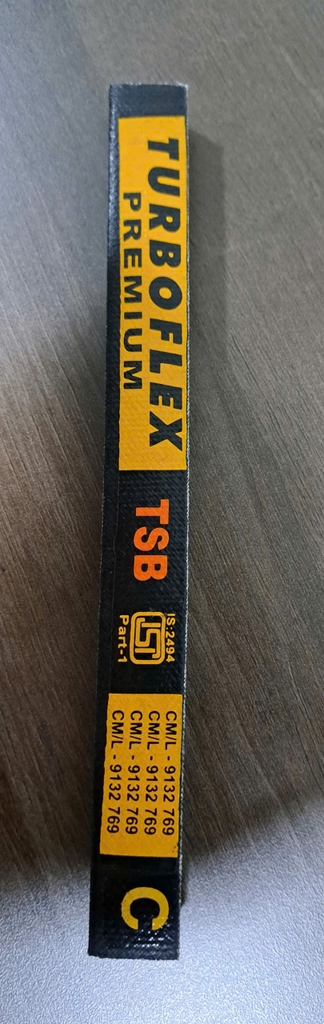 TURBOFLEX
PREMIUM
TSB
IS:2494
ISI
Part-1
CM/L - 9132 769
CM/L - 9132 769
CM/L - 9132 769
CM/L - 9132 769
C